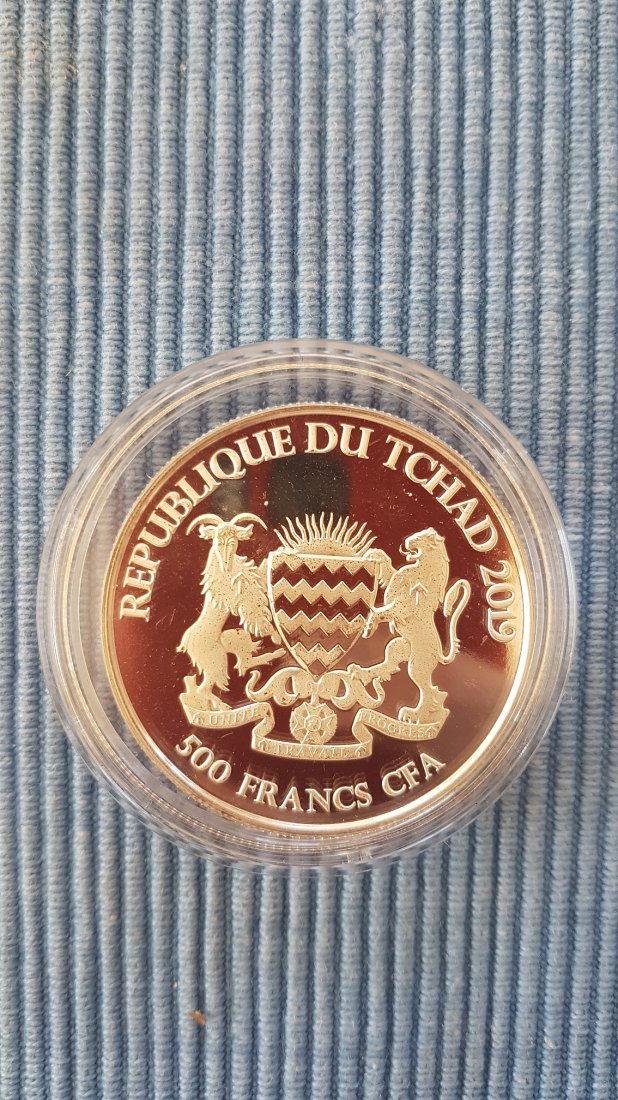 REPUBLIQUE DU TCHAD 2019
UNITE
TRAVAIL
PROGRES
500 FRANCS CFA